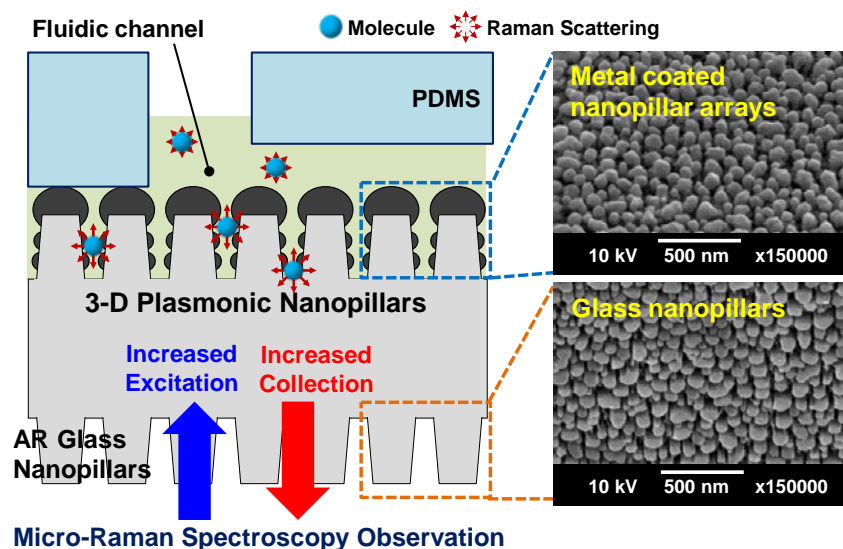 Fluidic channel
Molecule
Raman Scattering
PDMS
Metal coated
nanopillar arrays
10 kV 500 nm x150000
3-D Plasmonic Nanopillars
Glass nanopillars
Increased
Excitation
Increased
Collection
AR Glass
Nanopillars
10 kV 500 nm x150000
Micro-Raman Spectroscopy Observation